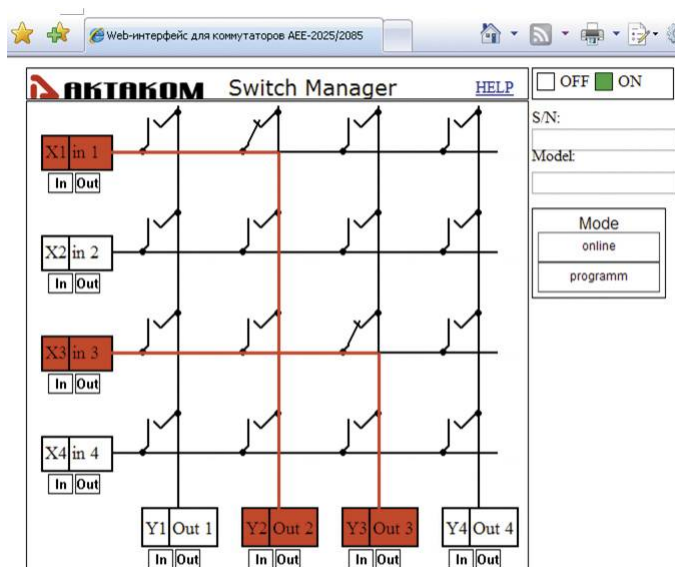 Web-интерфейс для коммутаторов АЕЕ-2025/2085
АКТАКОМ Switch Manager HELP
OFF ON
S/N:
Model:
Mode
online
programm
X1 in 1
In Out
X2 in 2
In Out
X3 in 3
In Out
X4 in 4
In Out
Y1 Out 1 Y2 Out 2 Y3 Out 3 Y4 Out 4
In Out In Out In Out In Out